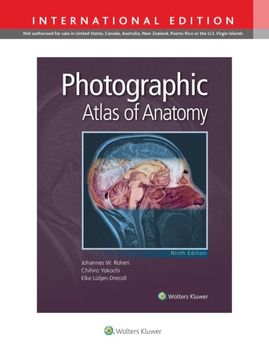 INTERNATIONAL EDITION
Not authorised for sale in United States, Canada, Australia, New Zealand, Puerto Rico or the U.S. Virgin Islands
Photographic
Atlas of Anatomy
Ninth Edition
Johannes W. Rohen
Chihiro Yokochi
Elke Lütjen-Drecoll
Wolters Kluwer
Wolters Kluwer